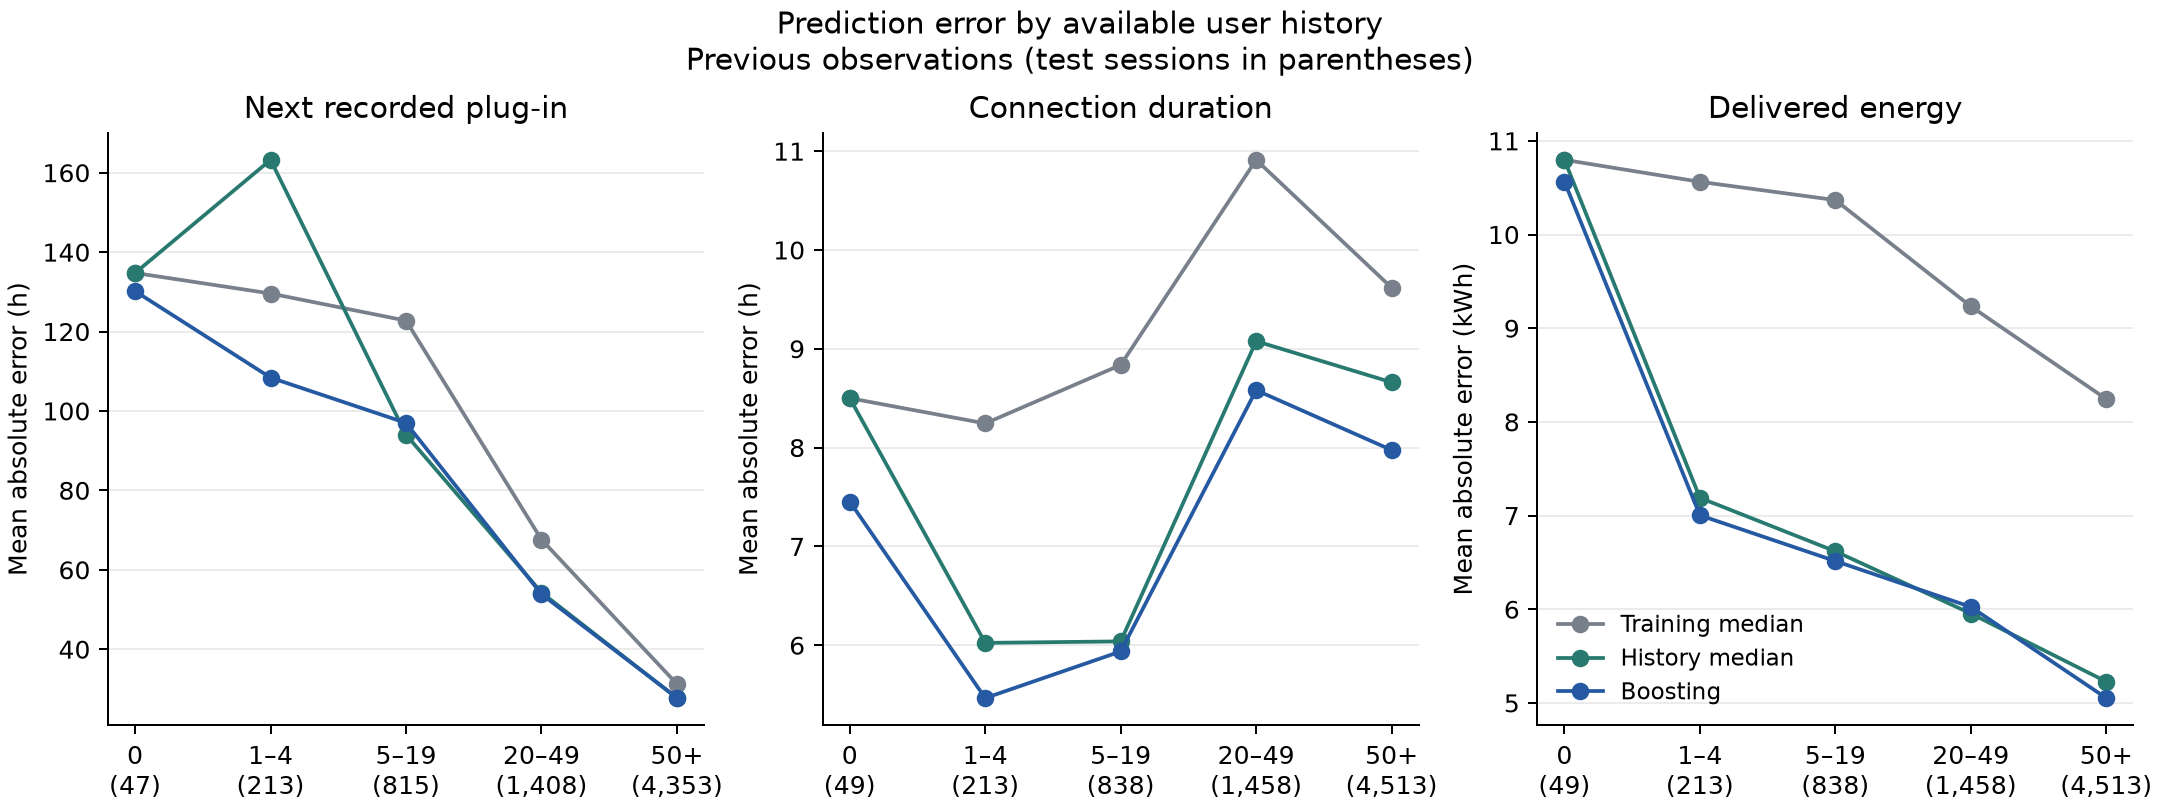 Prediction error by available user history
Previous observations (test sessions in parentheses)
Next recorded plug-in
Mean absolute error (h)
160
140
120
100
80
60
40
0 1–4 5–19 20–49 50+
(47) (213) (815) (1,408) (4,353)
Connection duration
Mean absolute error (h)
11
10
9
8
7
6
0 1–4 5–19 20–49 50+
(49) (213) (838) (1,458) (4,513)
Delivered energy
Mean absolute error (kWh)
11
10
9
8
7
6
5
Training median
History median
Boosting
0 1–4 5–19 20–49 50+
(49) (213) (838) (1,458) (4,513)